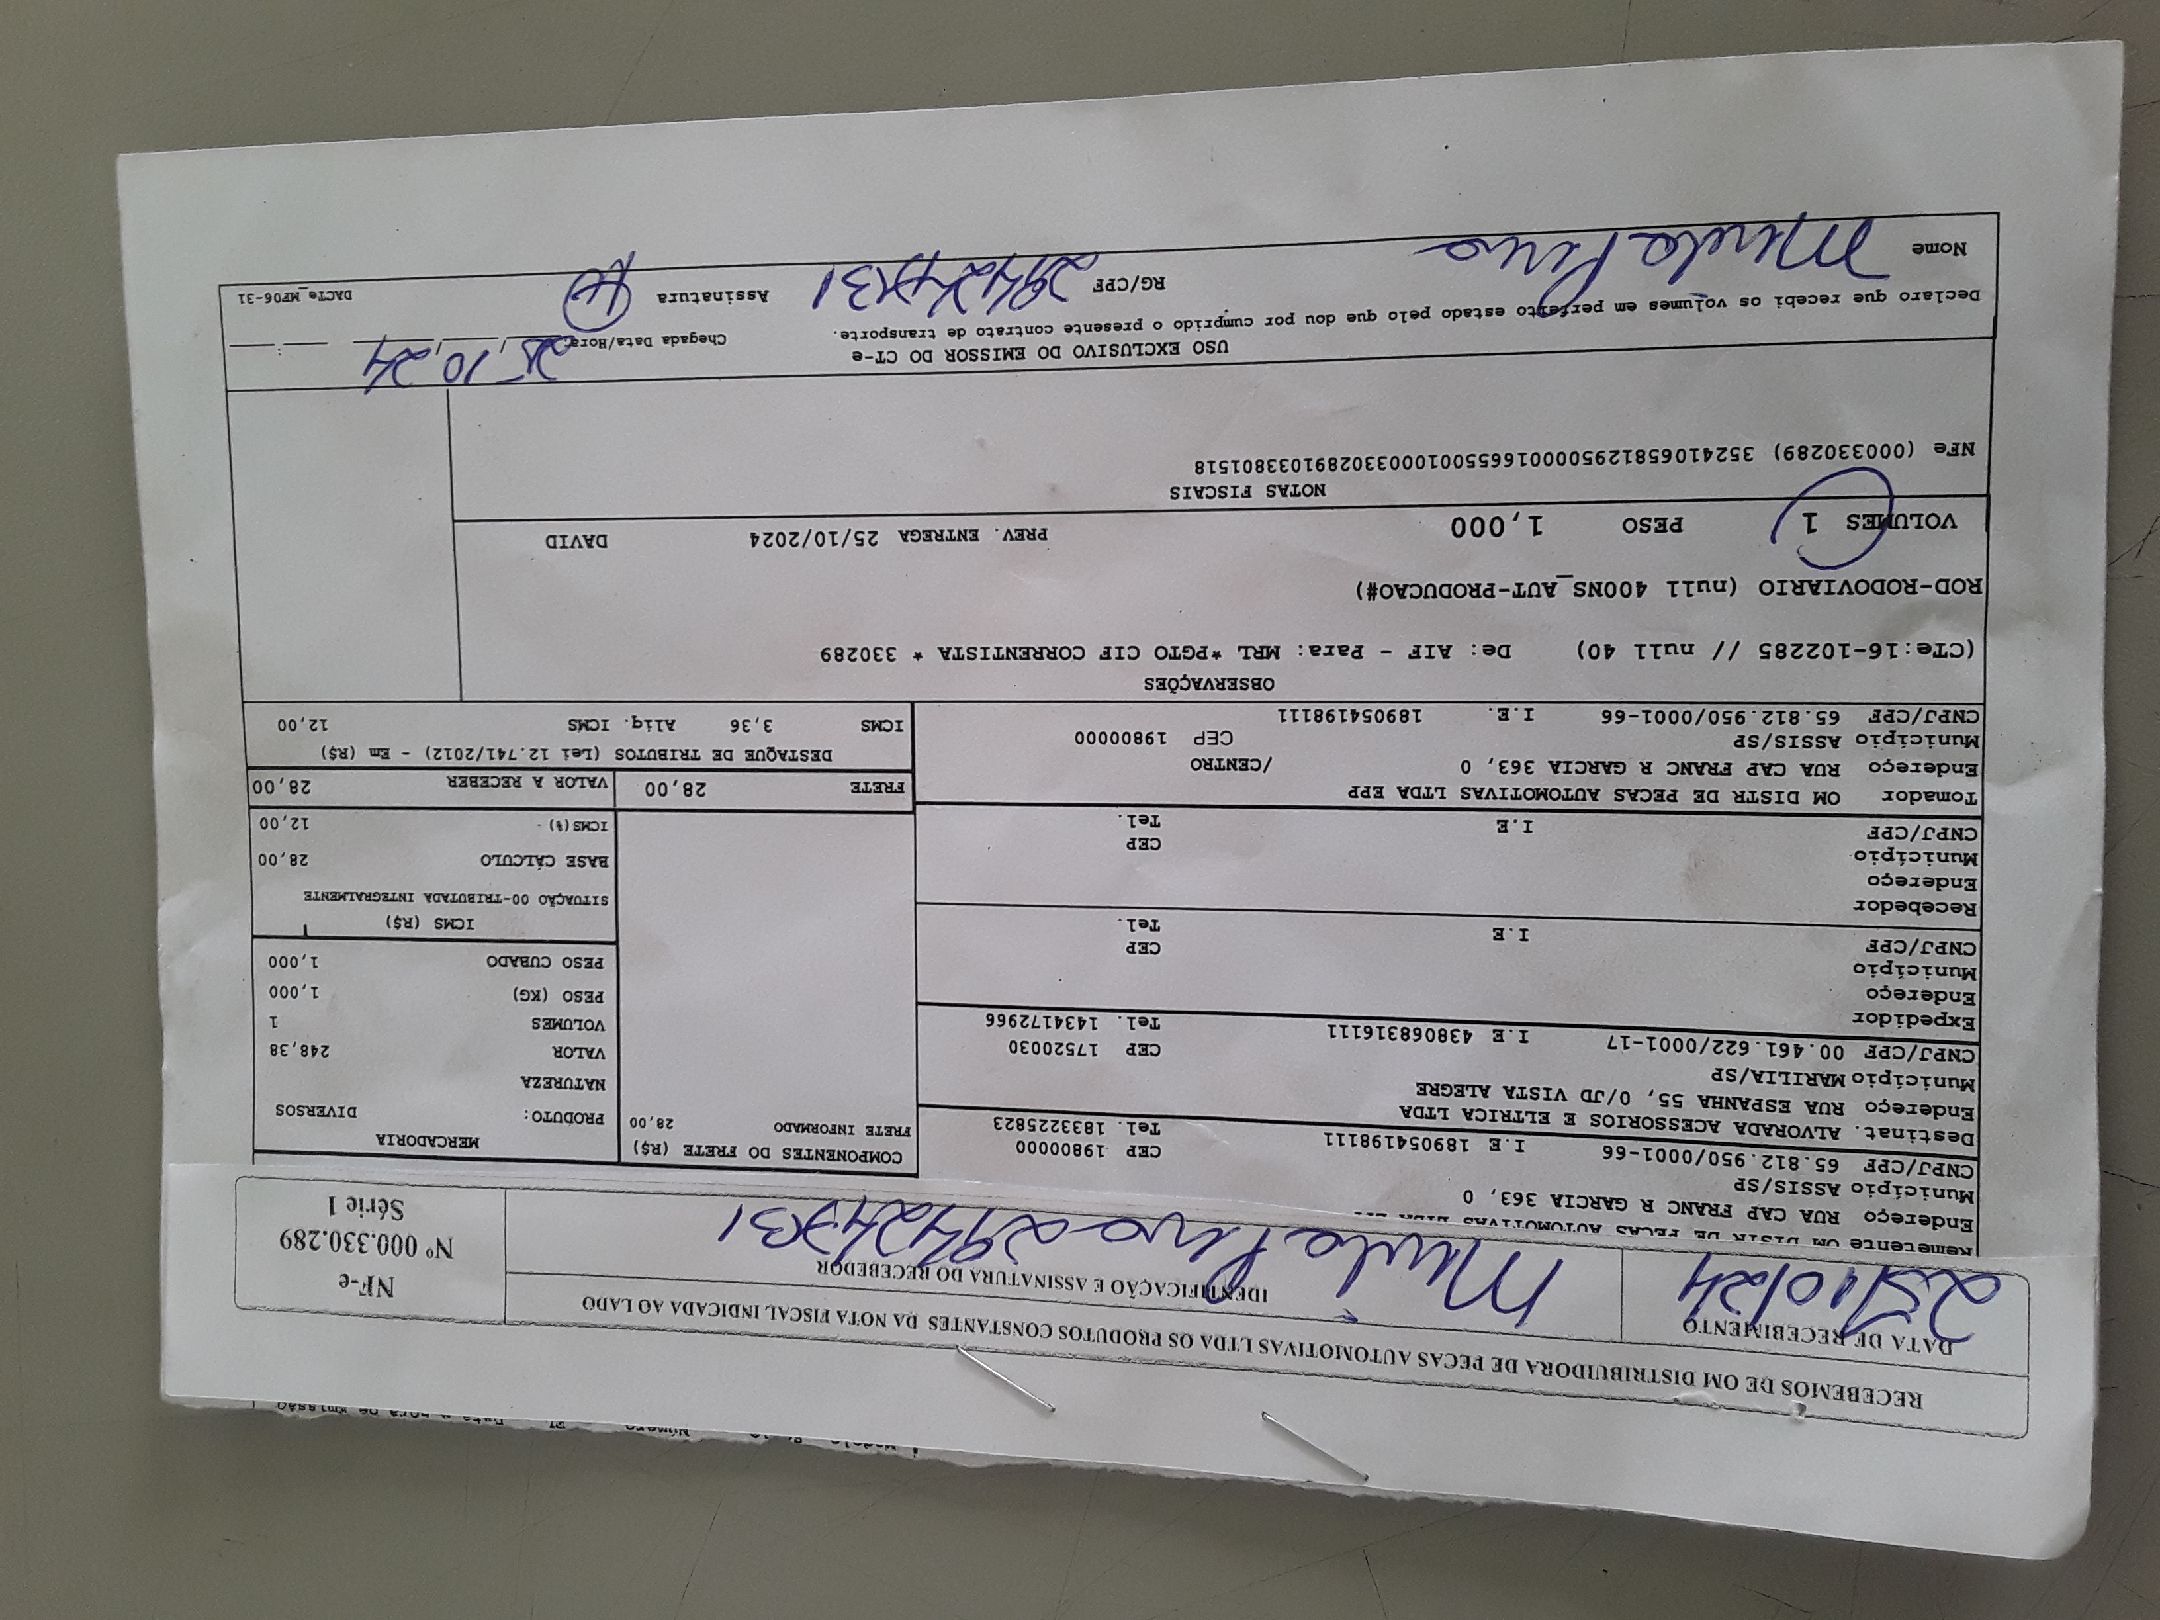 RECEBEMOS DE OM DISTRIBUIDORA DE PECAS AUTOMOTIVAS LTDA OS PRODUTOS CONSTANTES DA NOTA FISCAL INDICADA AO LADO
DATA DE RECEBIMENTO
25/10/24
IDENTIFICAÇÃO E ASSINATURA DO RECEBEDOR
NF-e
Nº 000.330.289
Série 1
Remetente OM DISTR DE PECAS AUTOMOTIVAS LTDA
Endereço RUA CAP FRANC R GARCIA 363, 0
Município ASSIS/SP CEP 19800000
CNPJ/CPF 65.812.950/0001-66 I.E 189054198111 Tel. 1833225823
Destinat. ALVORADA ACESSORIOS E ELTRICA LTDA
Endereço RUA ESPANHA 55, 0/JD VISTA ALEGRE
Município MARILIA/SP CEP 17520030
CNPJ/CPF 00.461.622/0001-17 I.E 438068316111 Tel. 1434172966
Expedidor
Endereço
Município CEP
CNPJ/CPF I.E Tel.
Recebedor
Endereço
Município CEP
CNPJ/CPF I.E Tel.
Tomador OM DISTR DE PECAS AUTOMOTIVAS LTDA EPP
Endereço RUA CAP FRANC R GARCIA 363, 0 /CENTRO
Município ASSIS/SP CEP 19800000
CNPJ/CPF 65.812.950/0001-66 I.E. 189054198111
COMPONENTES DO FRETE (R$)
FRETE INFORMADO 28,00
MERCADORIA
PRODUTO: DIVERSOS
NATUREZA
VALOR 248,38
VOLUMES 1
PESO (KG) 1,000
PESO CUBADO 1,000
ICMS (R$)
SITUAÇÃO 00-TRIBUTADA INTEGRALMENTE
BASE CÁLCULO 28,00
ICMS(%) 12,00
FRETE 28,00 VALOR A RECEBER 28,00
DESTAQUE DE TRIBUTOS (Lei 12.741/2012) - Em (R$)
ICMS 3,36 Aliq. ICMS 12,00
OBSERVAÇÕES
(CTe:16-102285 // null 40) De: AIF - Para: MRL *PGTO CIF CORRENTISTA * 330289
ROD-RODOVIARIO (null 400NS_AUT-PRODUCAO#)
VOLUMES 1 PESO 1,000 PREV. ENTREGA 25/10/2024 DAVID
NOTAS FISCAIS
NFe (000330289) 35241065812950000166550010003302891033801518
USO EXCLUSIVO DO EMISSOR DO CT-e
Declaro que recebi os volumes em perfeito estado pelo que dou por cumprido o presente contrato de transporte.
Chegada Data/Hora: 25/10/24
Nome RG/CPF Assinatura
DACTe_MF06-31